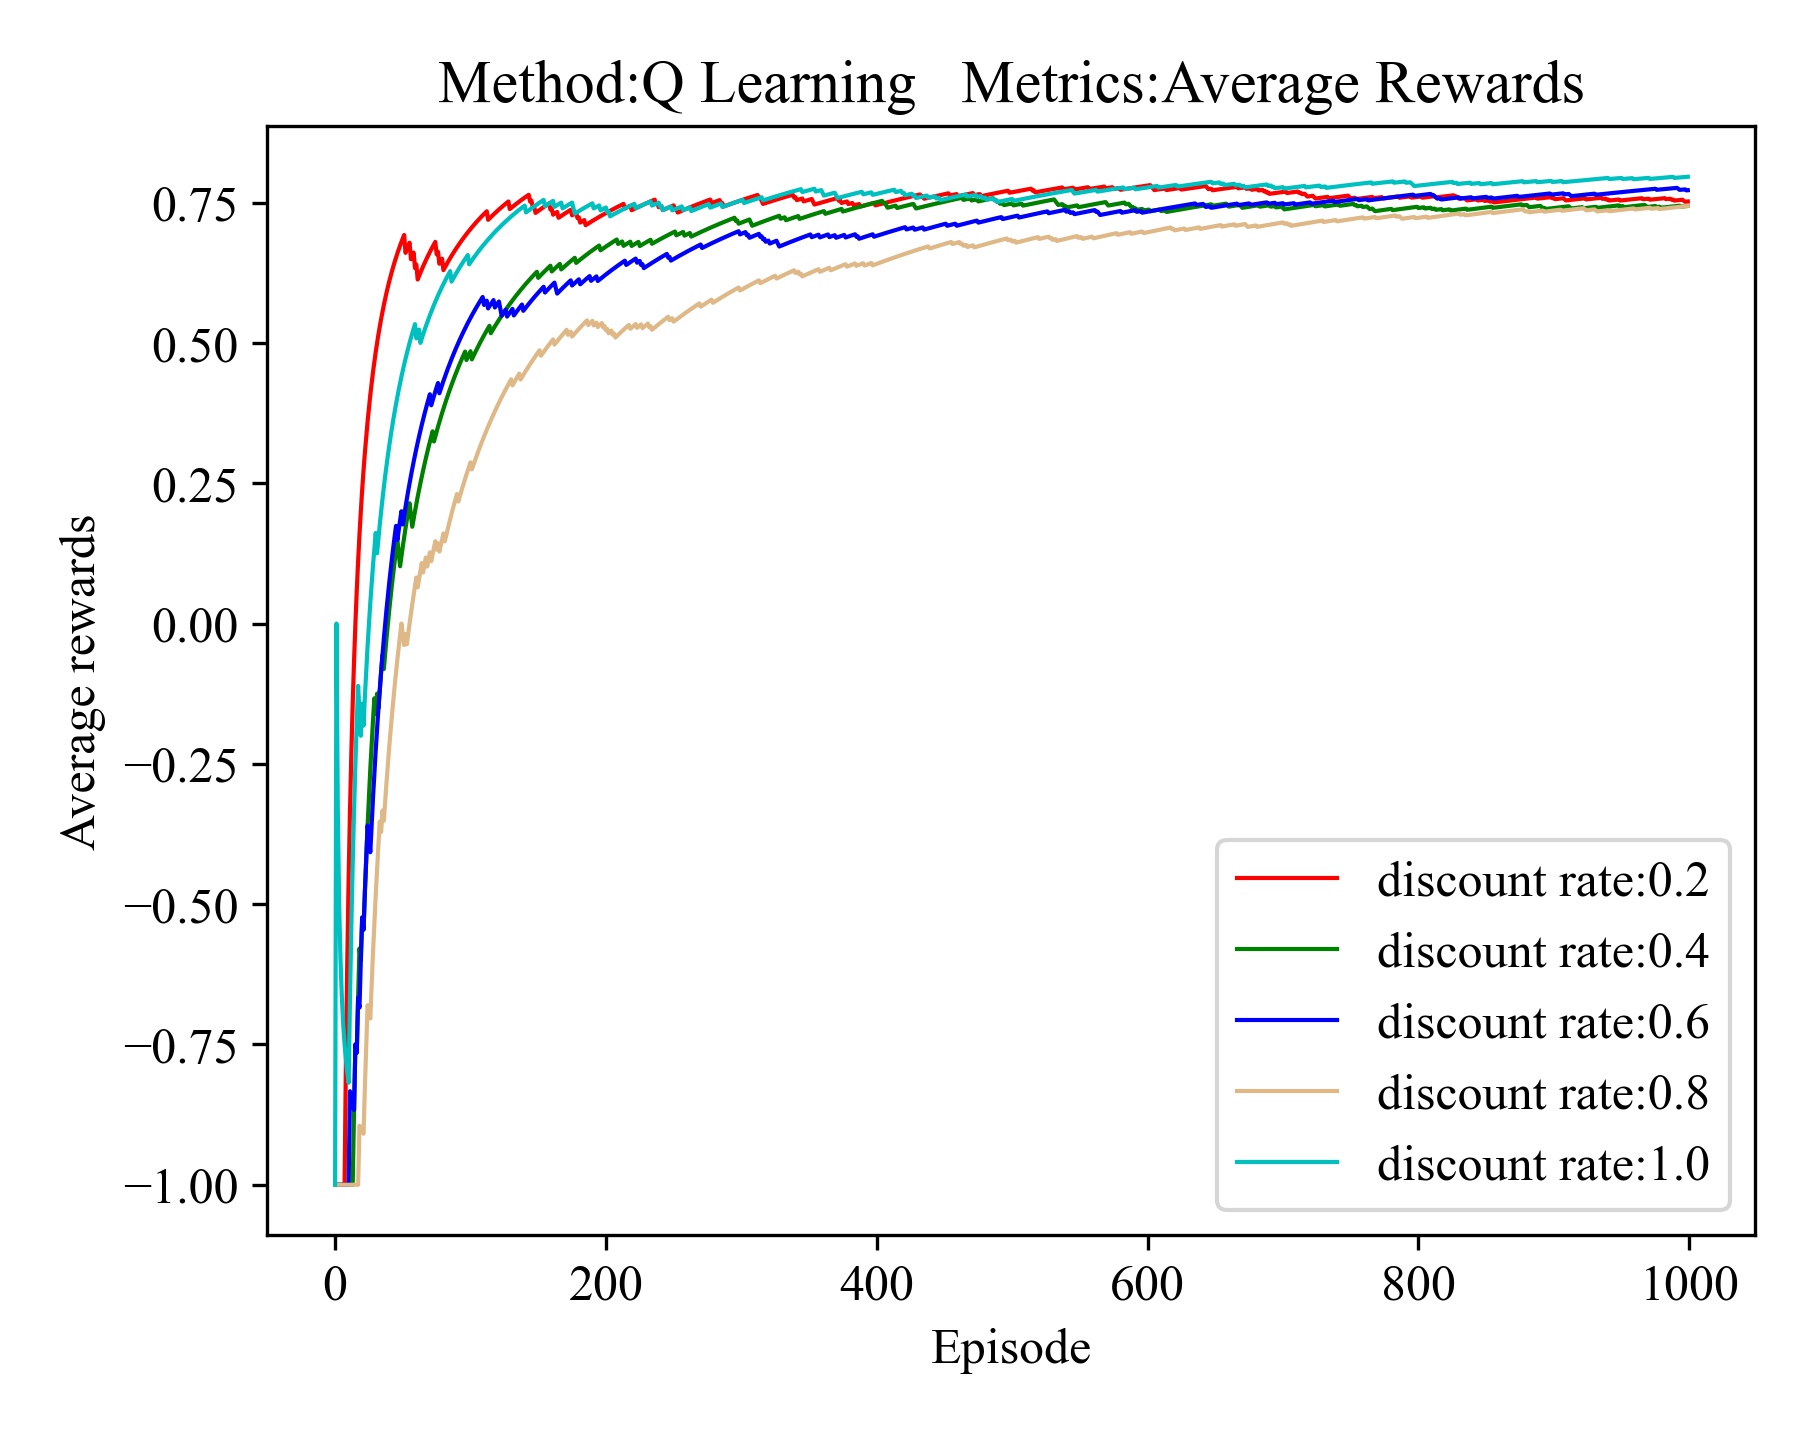 Method:Q Learning   Metrics:Average Rewards
Average rewards
0.75
0.50
0.25
0.00
−0.25
−0.50
−0.75
−1.00
discount rate:0.2
discount rate:0.4
discount rate:0.6
discount rate:0.8
discount rate:1.0
0 200 400 600 800 1000
Episode